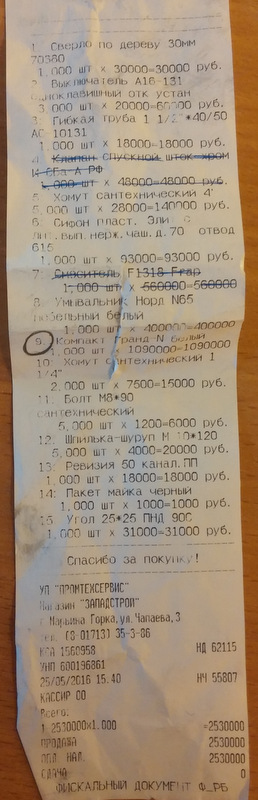 1. Сверло по дереву 30мм
70380
1,000 шт х 30000=30000 руб.
2. Выключатель А16-131
одноклавишный отк устан
3,000 шт х 20000=60000 руб.
3. Гибкая труба 1 1/2"*40/50
АС-10131
1,000 шт х 18000=18000 руб.
4. Клапан спускной шток хром
А РФ
1,000 шт х 48000=48000 руб.
5. Хомут сантехнический 4"
5,000 шт х 28000=140000 руб.
6. Сифон пласт.
вып. нерж. чаш. д.70 отвод
615
1,000 шт х 93000=93000 руб.
7. Смеситель F1318 Frap
1,000 шт х 560000=560000
8. Умывальник Норд N65
мебельный белый
1,000 шт х 400000=400000
9. Компакт Гранд N белый
1,000 шт х 1090000=1090000
10. Хомут сантехнический 1
1/4"
2,000 шт х 7500=15000 руб.
11. Болт М8*90
сантехнический
5,000 шт х 1200=6000 руб.
12. Шпилька-шуруп М 10*120
5,000 шт х 4000=20000 руб.
13. Ревизия 50 канал.ПП
1,000 шт х 18000=18000 руб.
14. Пакет майка черный
1,000 шт х 1000=1000 руб.
15. Угол 25*25 ПНД 90С
1,000 шт х 31000=31000 руб.
Спасибо за покупку!
УП "ПРОМТЕХСЕРВИС"
Магазин "ЗАПАДСТРОЙ"
г.Марьина Горка,ул.Чапаева,3
тел. (8-01713) 35-3-86
КСА 1560958 НД 62115
УНП 600196861
25/05/2016 15.40 НЧ 55807
КАССИР 00
Всего:
1 2530000х1.000 =2530000
ПРОДАЖА 2530000
ОПЛ НАЛ. 2530000
СДАЧА 0
ФИСКАЛЬНЫЙ ДОКУМЕНТ Ф_РБ